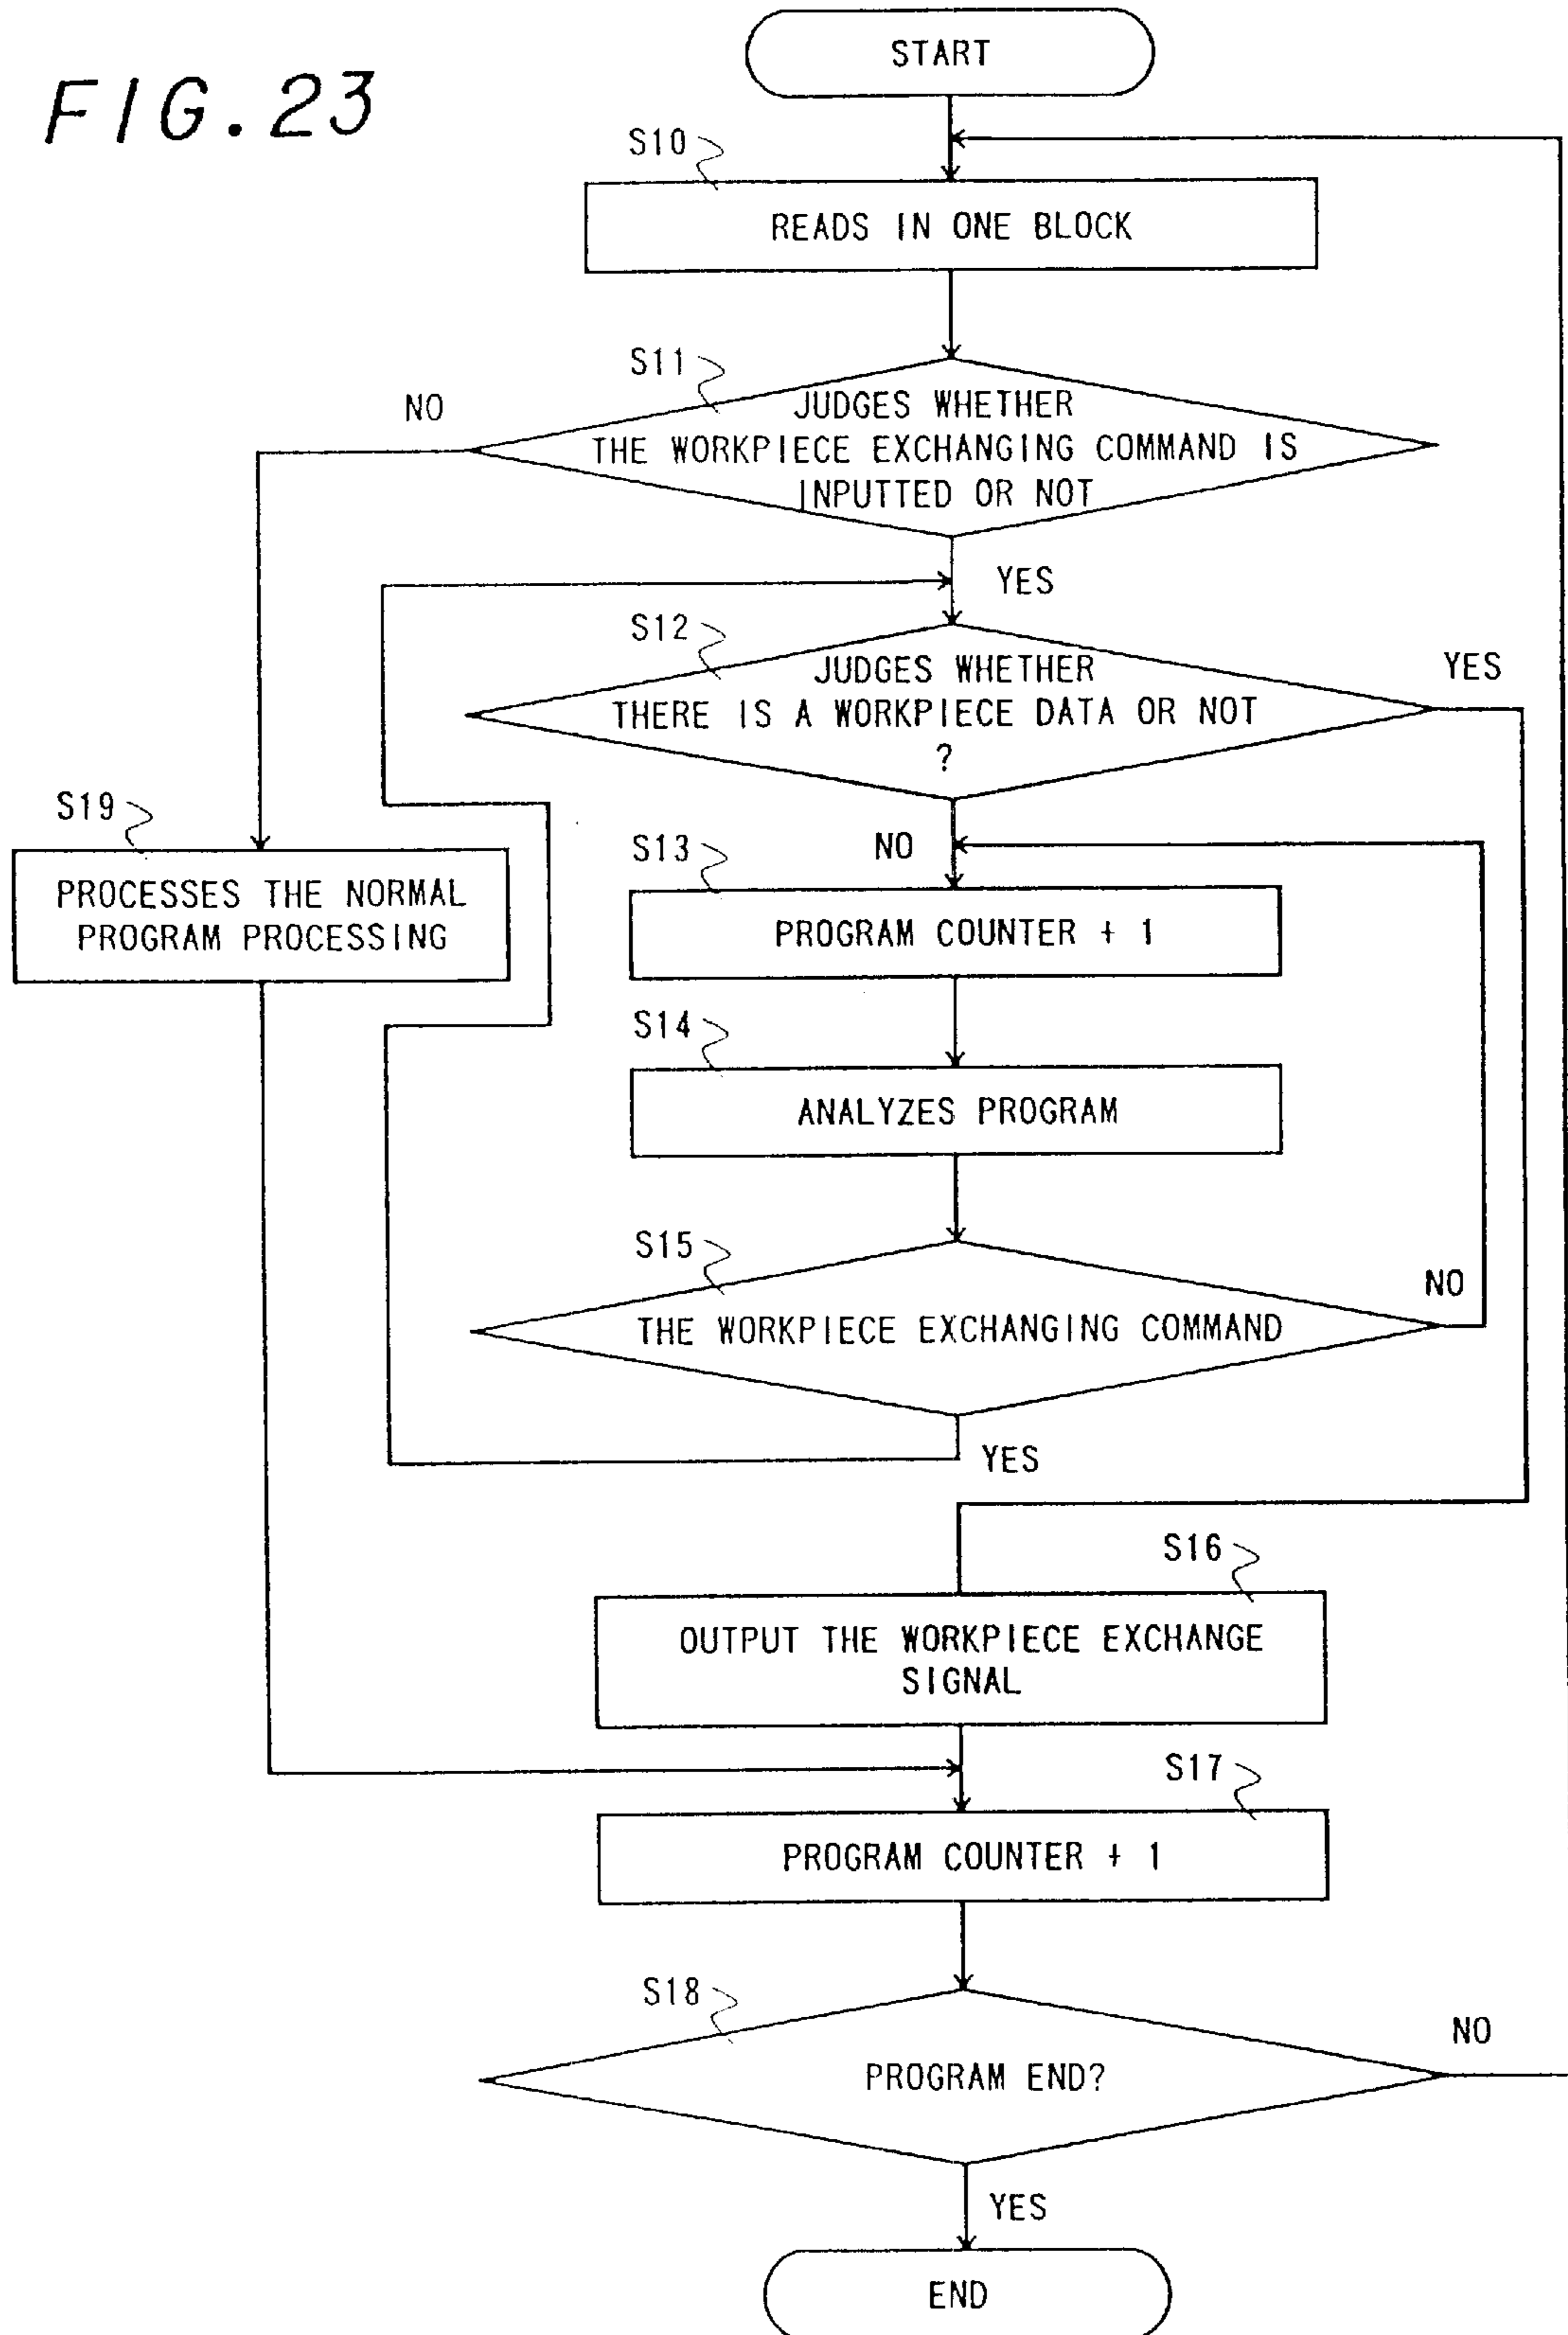 FIG.23
START
S10
READS IN ONE BLOCK
S11
NO
JUDGES WHETHER
THE WORKPIECE EXCHANGING COMMAND IS
INPUTTED OR NOT
YES
S12
JUDGES WHETHER
THERE IS A WORKPIECE DATA OR NOT
?
YES
S19
PROCESSES THE NORMAL
PROGRAM PROCESSING
NO
S13
PROGRAM COUNTER + 1
S14
ANALYZES PROGRAM
S15
THE WORKPIECE EXCHANGING COMMAND
NO
YES
S16
OUTPUT THE WORKPIECE EXCHANGE
SIGNAL
S17
PROGRAM COUNTER + 1
S18
PROGRAM END?
NO
YES
END